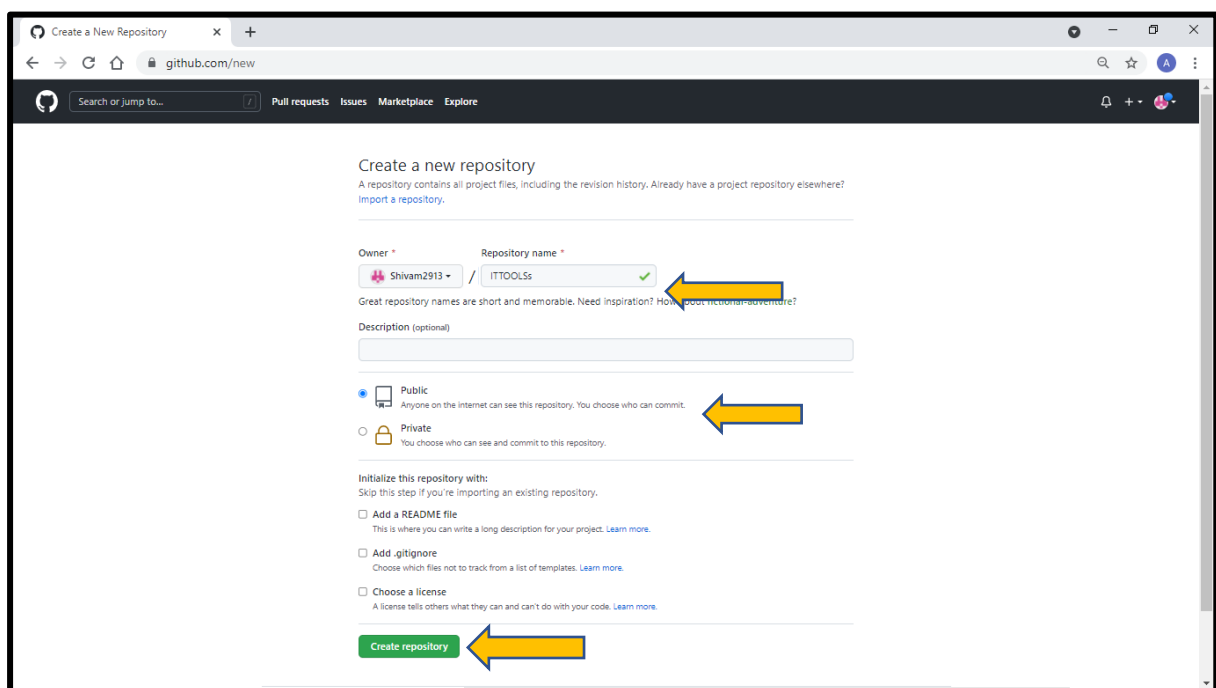 Create a New Repository
github.com/new
A
Search or jump to... / Pull requests Issues Marketplace Explore
Create a new repository
A repository contains all project files, including the revision history. Already have a project repository elsewhere?
Import a repository.
Owner * Repository name *
Shivam2913 / ITTOOLSs
Great repository names are short and memorable. Need inspiration? How about fictional-adventure?
Description (optional)
Public
Anyone on the internet can see this repository. You choose who can commit.
Private
You choose who can see and commit to this repository.
Initialize this repository with:
Skip this step if you're importing an existing repository.
Add a README file
This is where you can write a long description for your project. Learn more.
Add .gitignore
Choose which files not to track from a list of templates. Learn more.
Choose a license
A license tells others what they can and can't do with your code. Learn more.
Create repository